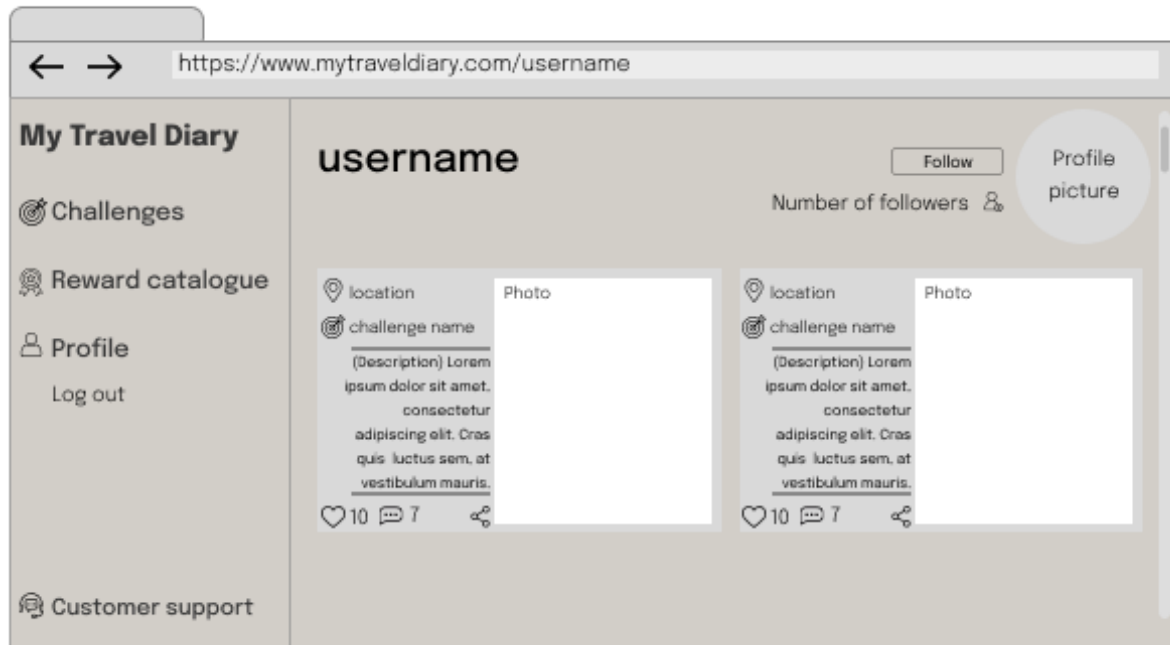 https://www.mytraveldiary.com/username
My Travel Diary
Challenges
Reward catalogue
Profile
Log out
Customer support
username
Follow
Number of followers
Profile
picture
location
challenge name
(Description) Lorem
ipsum dolor sit amet,
consectetur
adipiscing elit. Cras
quis luctus sem, at
vestibulum mauris.
10 7
Photo
location
challenge name
(Description) Lorem
ipsum dolor sit amet,
consectetur
adipiscing elit. Cras
quis luctus sem, at
vestibulum mauris.
10 7
Photo